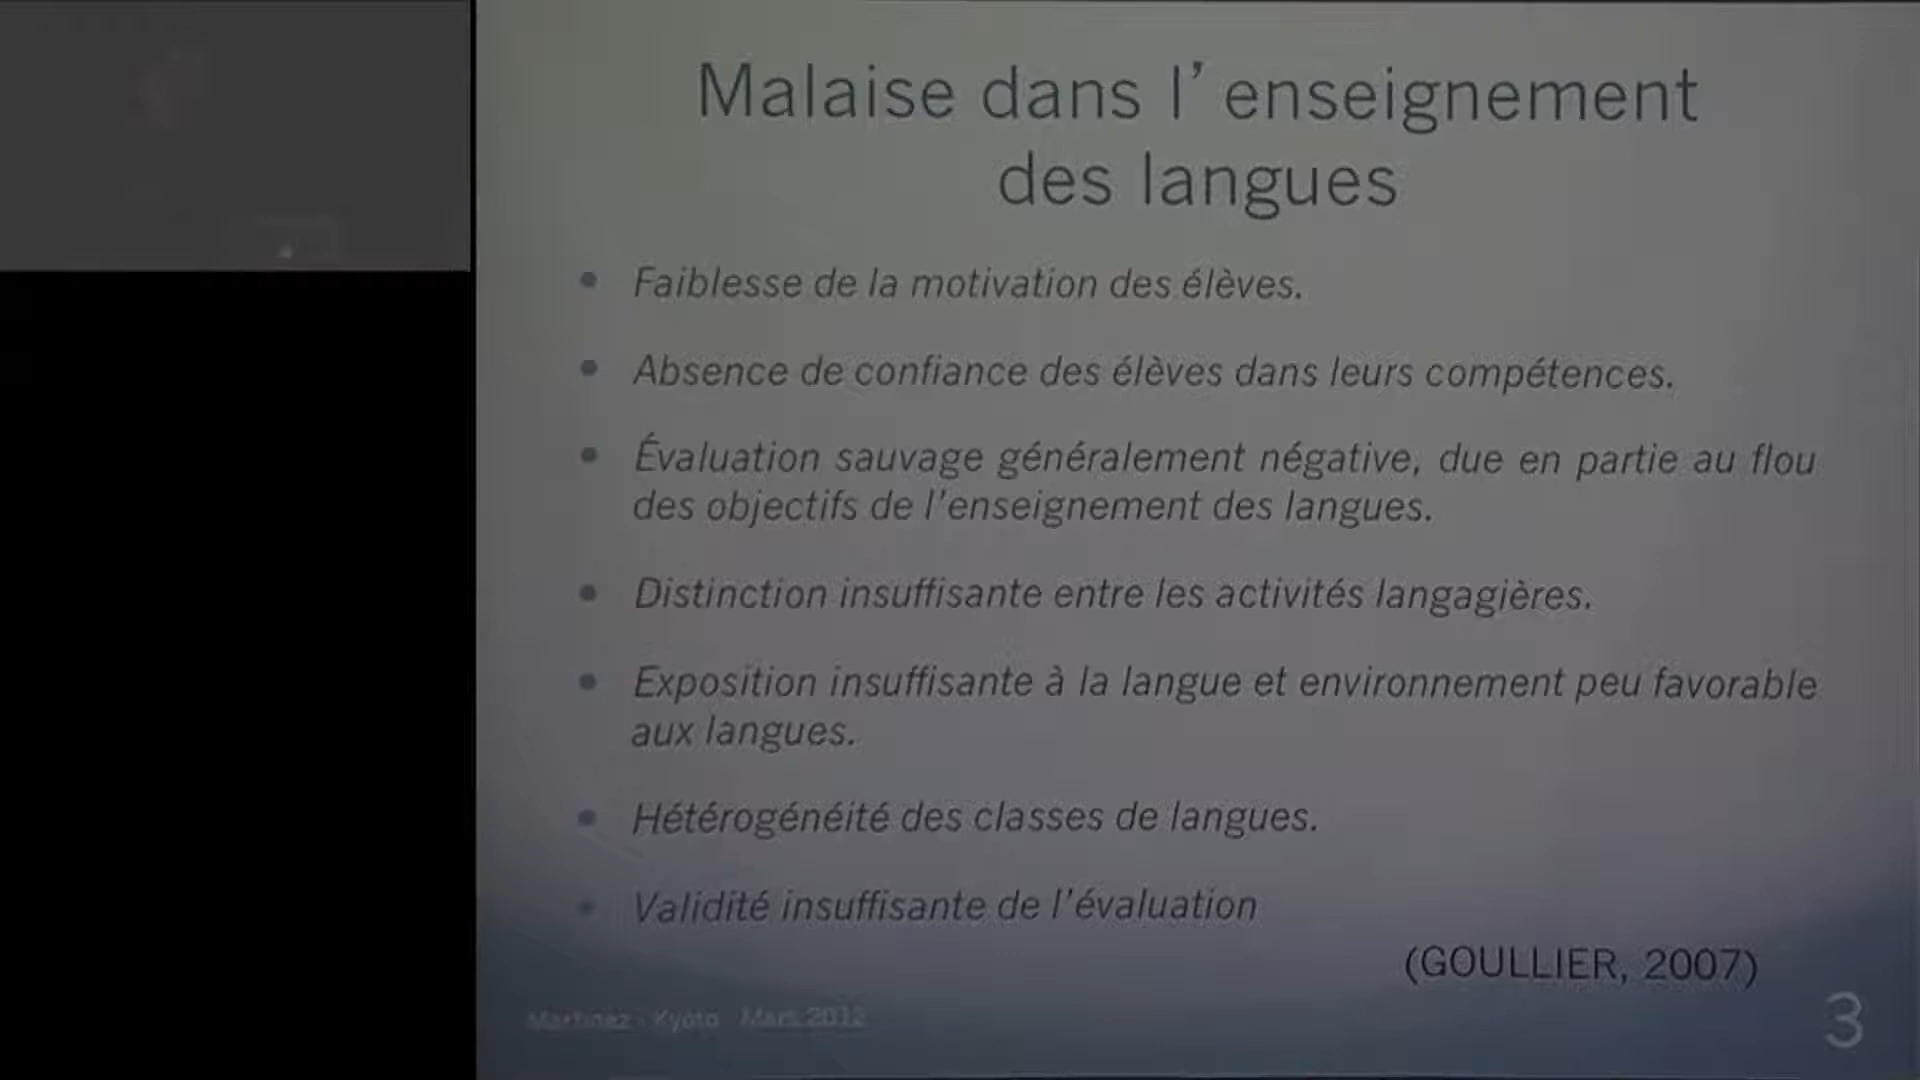 Malaise dans l’ enseignement
des langues
• Faiblesse de la motivation des élèves.
• Absence de confiance des élèves dans leurs compétences.
• Évaluation sauvage généralement négative, due en partie au flou
des objectifs de l’enseignement des langues.
• Distinction insuffisante entre les activités langagières.
• Exposition insuffisante à la langue et environnement peu favorable
aux langues.
• Hétérogénéité des classes de langues.
• Validité insuffisante de l’évaluation
(GOULLIER, 2007)
Martinez - Kyoto Mars 2012
3